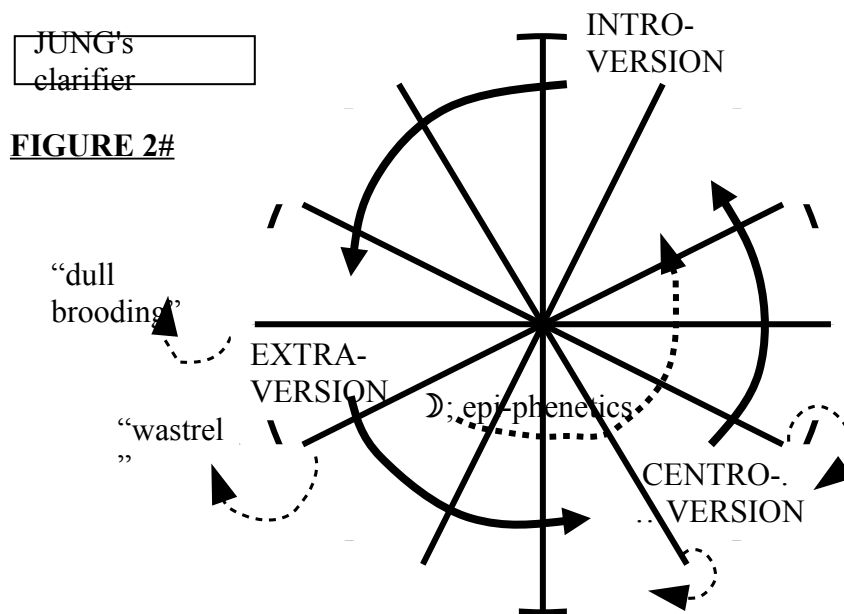 JUNG's
clarifier
FIGURE 2#
INTRO-
VERSION
“dull
brooding”
EXTRA-
VERSION
☽; epi-phenetics
“wastrel
”
CENTRO-.
.. VERSION